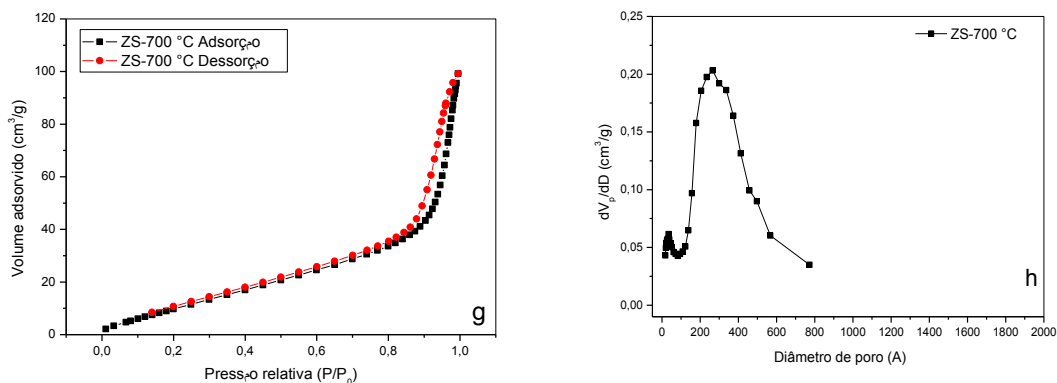 120
100
80
60
40
20
0
Volume adsorvido (cm³/g)
ZS-700 °C Adsorçمo
ZS-700 °C Dessorçمo
g
0,0 0,2 0,4 0,6 0,8 1,0
Pressمo relativa (P/P₀)
0,25
0,20
0,15
0,10
0,05
0,00
dVₚ/dD (cm³/g)
ZS-700 °C
h
0 200 400 600 800 1000 1200 1400 1600 1800 2000
Diâmetro de poro (A)